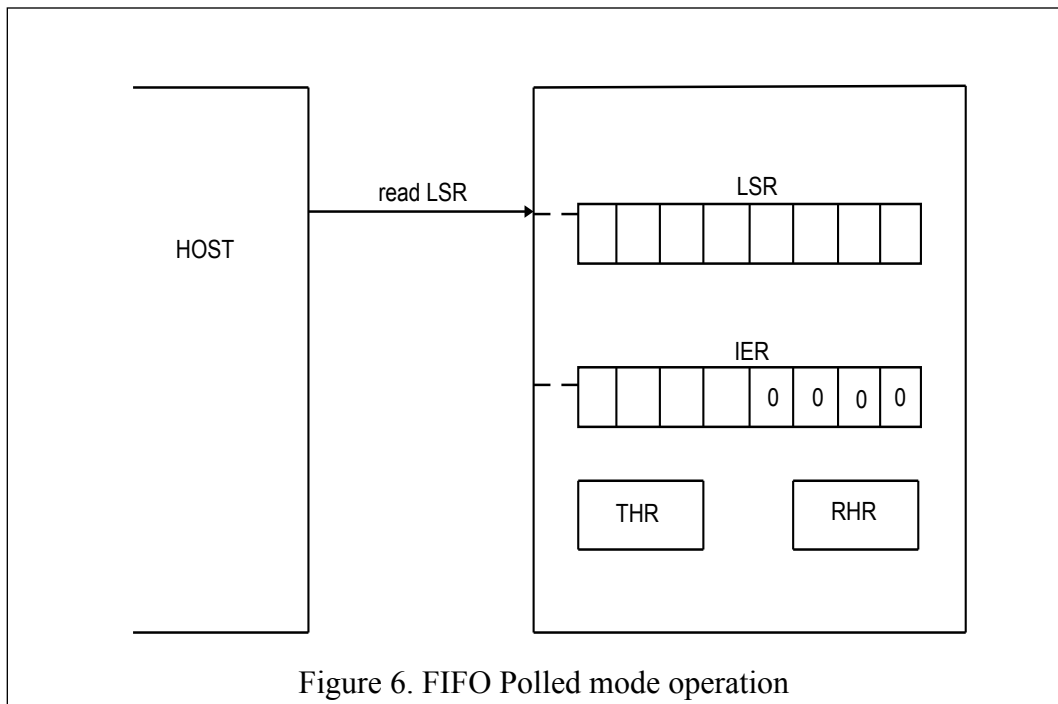 read LSR
LSR
HOST
IER
0 0 0 0
THR
RHR
Figure 6. FIFO Polled mode operation